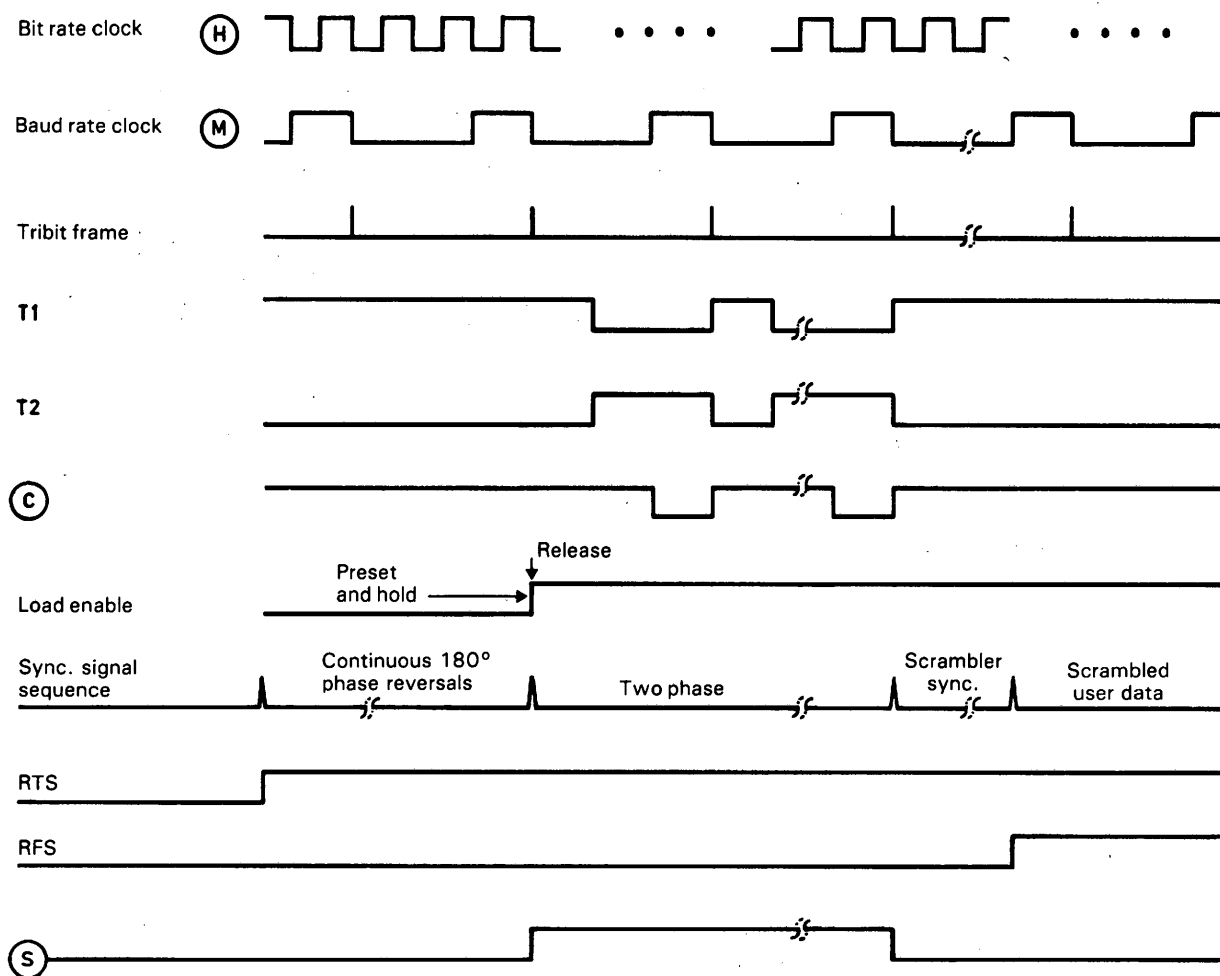 Bit rate clock H
Baud rate clock M
Tribit frame
T1
T2
C
Release
Preset
and hold
Load enable
Sync. signal
sequence
Continuous 180°
phase reversals
Two phase
Scrambler
sync.
Scrambled
user data
RTS
RFS
S